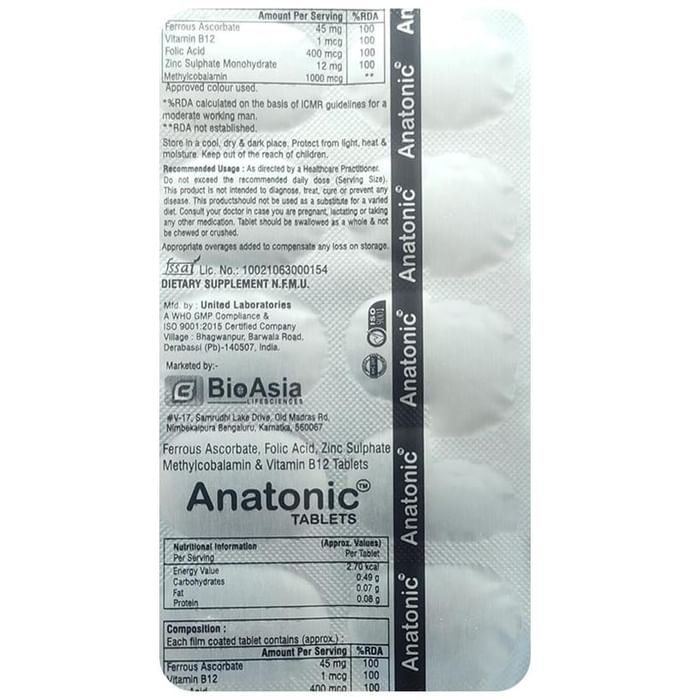 Amount Per Serving %RDA
Ferrous Ascorbate 45 mg 100
Vitamin B12 1 mcg 100
Folic Acid 400 mcg 100
Zinc Sulphate Monohydrate 12 mg 100
Methylcobalamin 1000 mcg **
Approved colour used.
*%RDA calculated on the basis of ICMR guidelines for a
moderate working man.
**RDA not established.
Store in a cool, dry & dark place. Protect from light, heat &
moisture. Keep out of the reach of children.
Recommended Usage : As directed by a Healthcare Practitioner.
Do not exceed the recommended daily dose (Serving Size).
This product is not intended to diagnose, treat, cure or prevent any
disease. This productshould not be used as a substitute for a varied
diet. Consult your doctor in case you are pregnant, lactating or taking
any other medication. Tablet should be swallowed as a whole & not
be chewed or crushed.
Appropriate overages added to compensate any loss on storage.
fssai Lic. No.: 10021063000154
DIETARY SUPPLEMENT N.F.M.U.
Mfd. by : United Laboratories
A WHO GMP Compliance &
ISO 9001:2015 Certified Company
Village : Bhagwanpur, Barwala Road,
Derabassi (Pb)-140507, India.
Marketed by:-
BioAsia
LIFESCIENCES
#V-17, Samrudhi Lake Drive, Old Madras Rd,
Nimbekaipura Bengaluru, Karnatka, 560067
Ferrous Ascorbate, Folic Acid, Zinc Sulphate
Methylcobalamin & Vitamin B12 Tablets
Anatonic™
TABLETS
Nutritional Information (Approx. Values)
Per Serving Per Tablet
Energy Value 2.70 kcal
Carbohydrates 0.49 g
Fat 0.07 g
Protein 0.08 g
Composition :
Each film coated tablet contains (approx.) :
Amount Per Serving %RDA
Ferrous Ascorbate 45 mg 100
Vitamin B12 1 mcg 100
400 mcg 100
An
Anatonic
Anatonic
Anatonic
Anatonic
Anatonic
ISO
9001